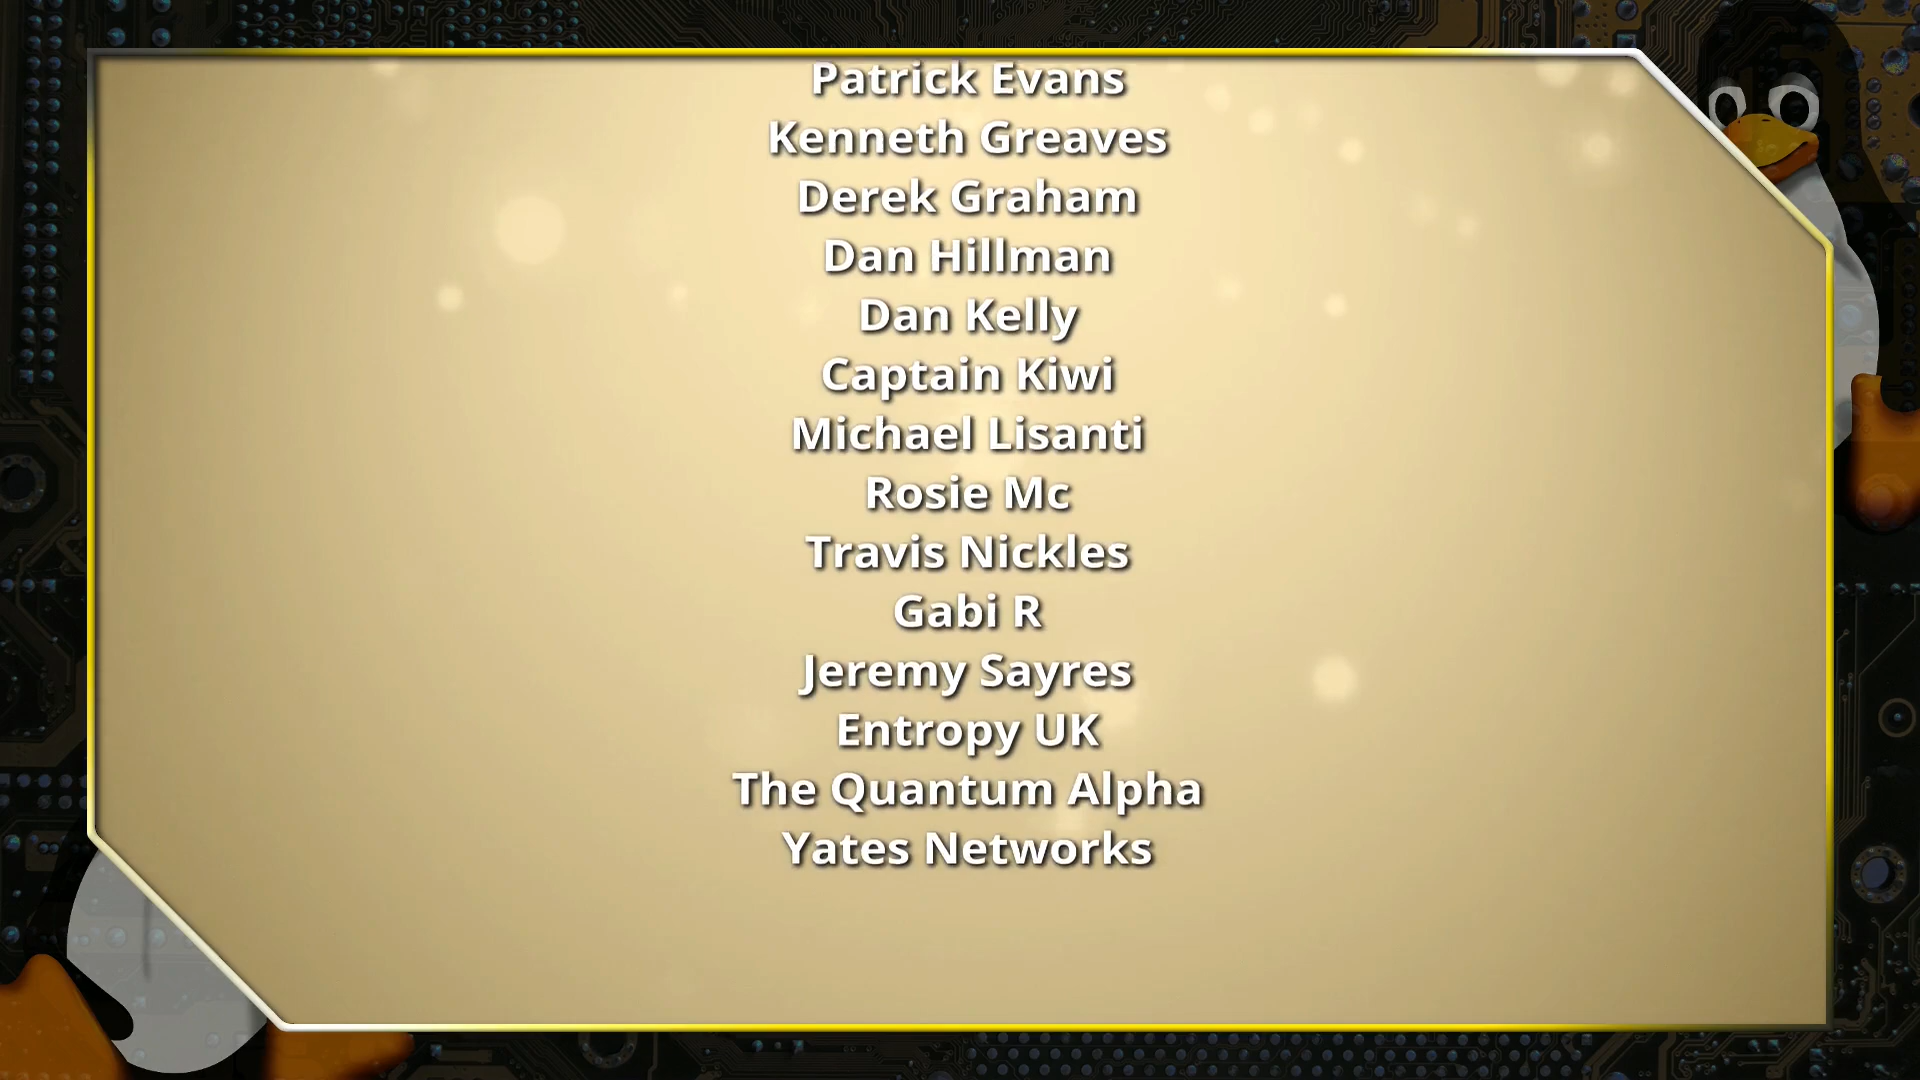 Patrick Evans
Kenneth Greaves
Derek Graham
Dan Hillman
Dan Kelly
Captain Kiwi
Michael Lisanti
Rosie Mc
Travis Nickles
Gabi R
Jeremy Sayres
Entropy UK
The Quantum Alpha
Yates Networks